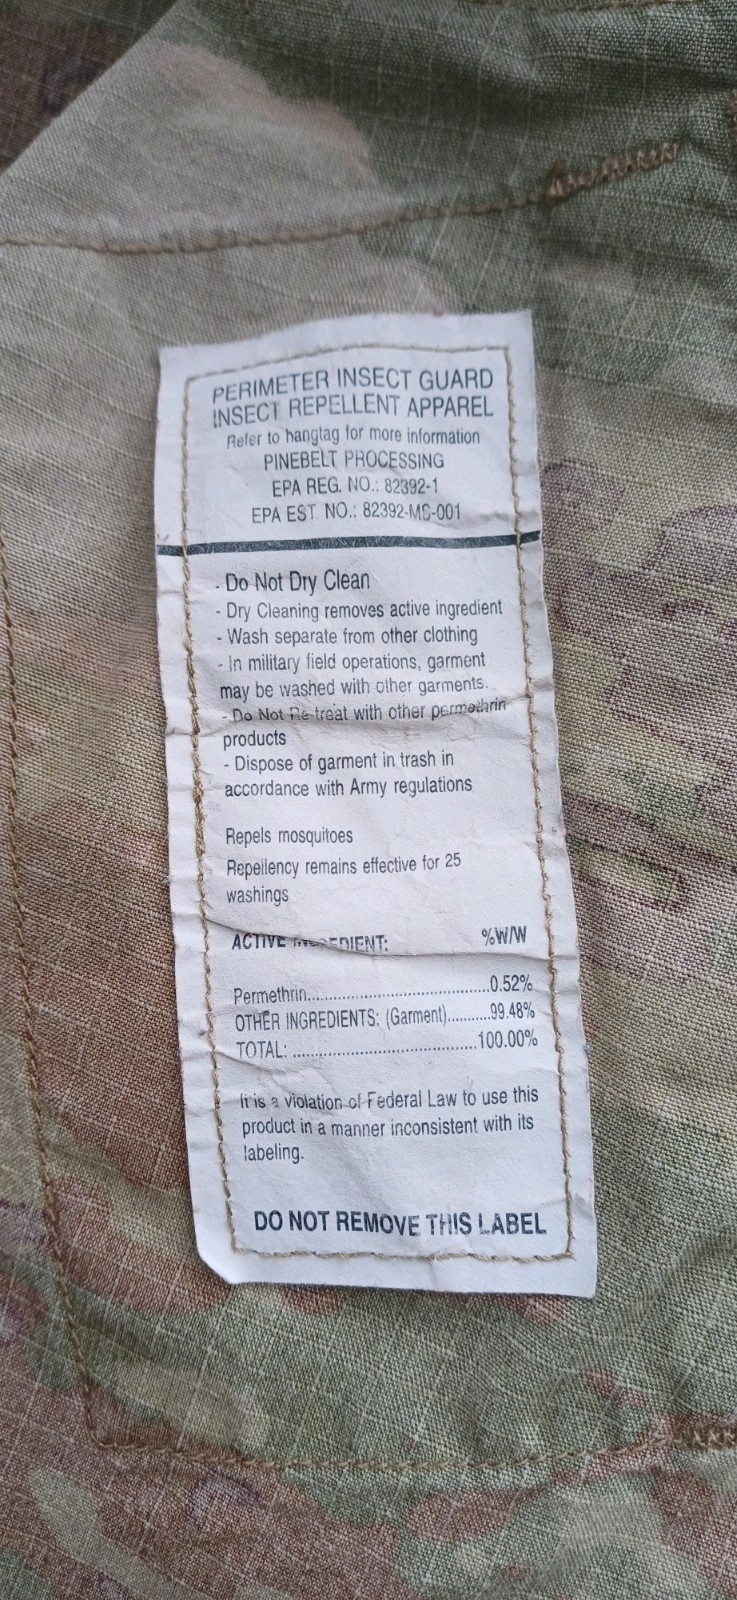 PERIMETER INSECT GUARD
INSECT REPELLENT APPAREL
Refer to hangtag for more information
PINEBELT PROCESSING
EPA REG. NO.: 82392-1
EPA EST. NO.: 82392-MS-001
- Do Not Dry Clean
- Dry Cleaning removes active ingredient
- Wash separate from other clothing
- In military field operations, garment
may be washed with other garments.
- Do Not Re-treat with other permethrin
products
- Dispose of garment in trash in
accordance with Army regulations
Repels mosquitoes
Repellency remains effective for 25
washings
ACTIVE INGREDIENT: %W/W
Permethrin..........................................0.52%
OTHER INGREDIENTS: (Garment)..........99.48%
TOTAL: ..........................................100.00%
It is a violation of Federal Law to use this
product in a manner inconsistent with its
labeling.
DO NOT REMOVE THIS LABEL